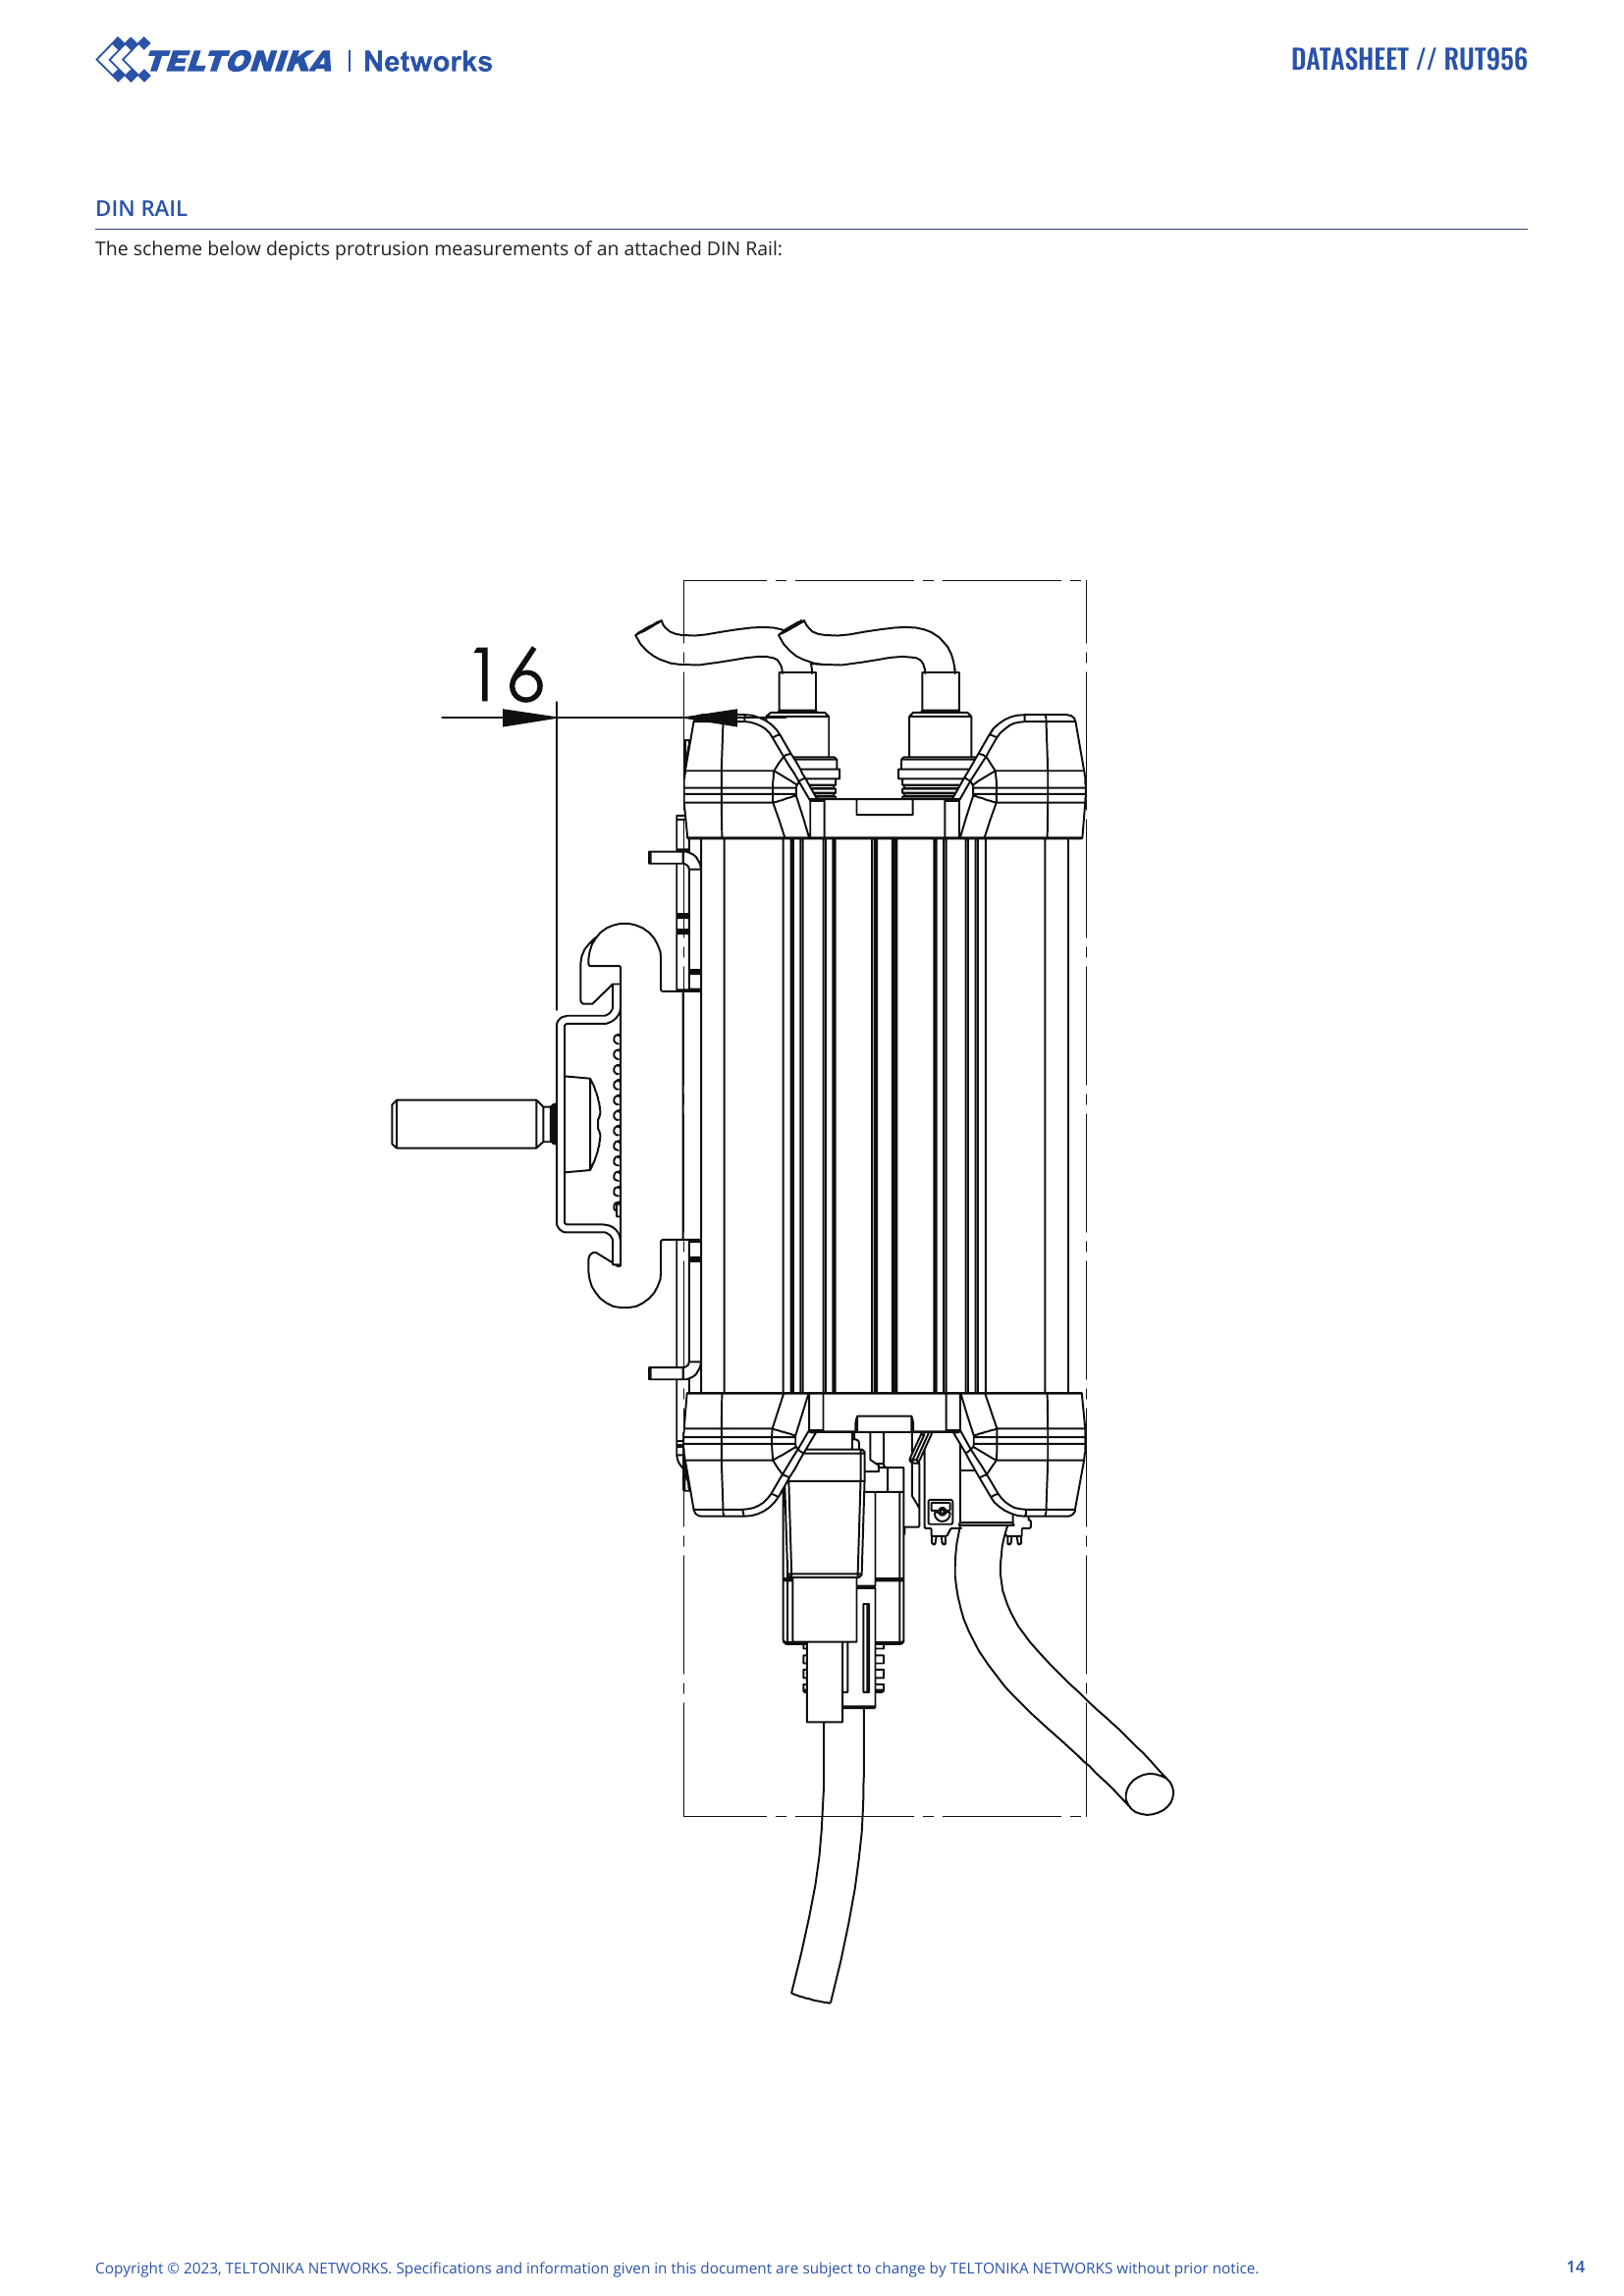 TELTONIKA | Networks
DATASHEET // RUT956
DIN RAIL
The scheme below depicts protrusion measurements of an attached DIN Rail:
16
Copyright © 2023, TELTONIKA NETWORKS. Specifications and information given in this document are subject to change by TELTONIKA NETWORKS without prior notice.
14